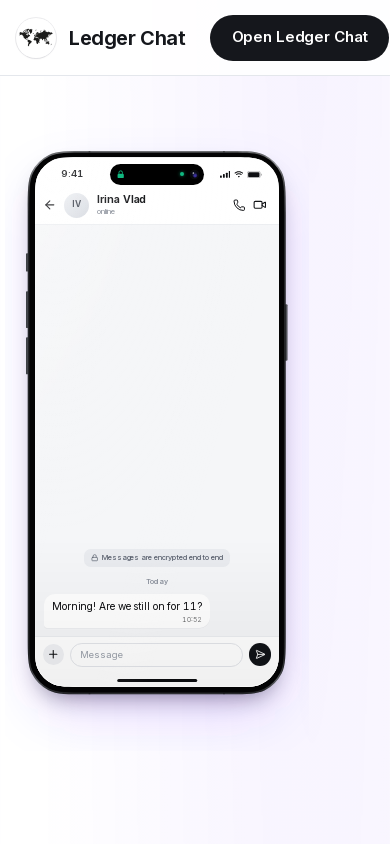 Ledger Chat
Open Ledger Chat
9:41
IV
Irina Vlad
online
Messages are encrypted end to end
Today
Morning! Are we still on for 11?
10:52
Message